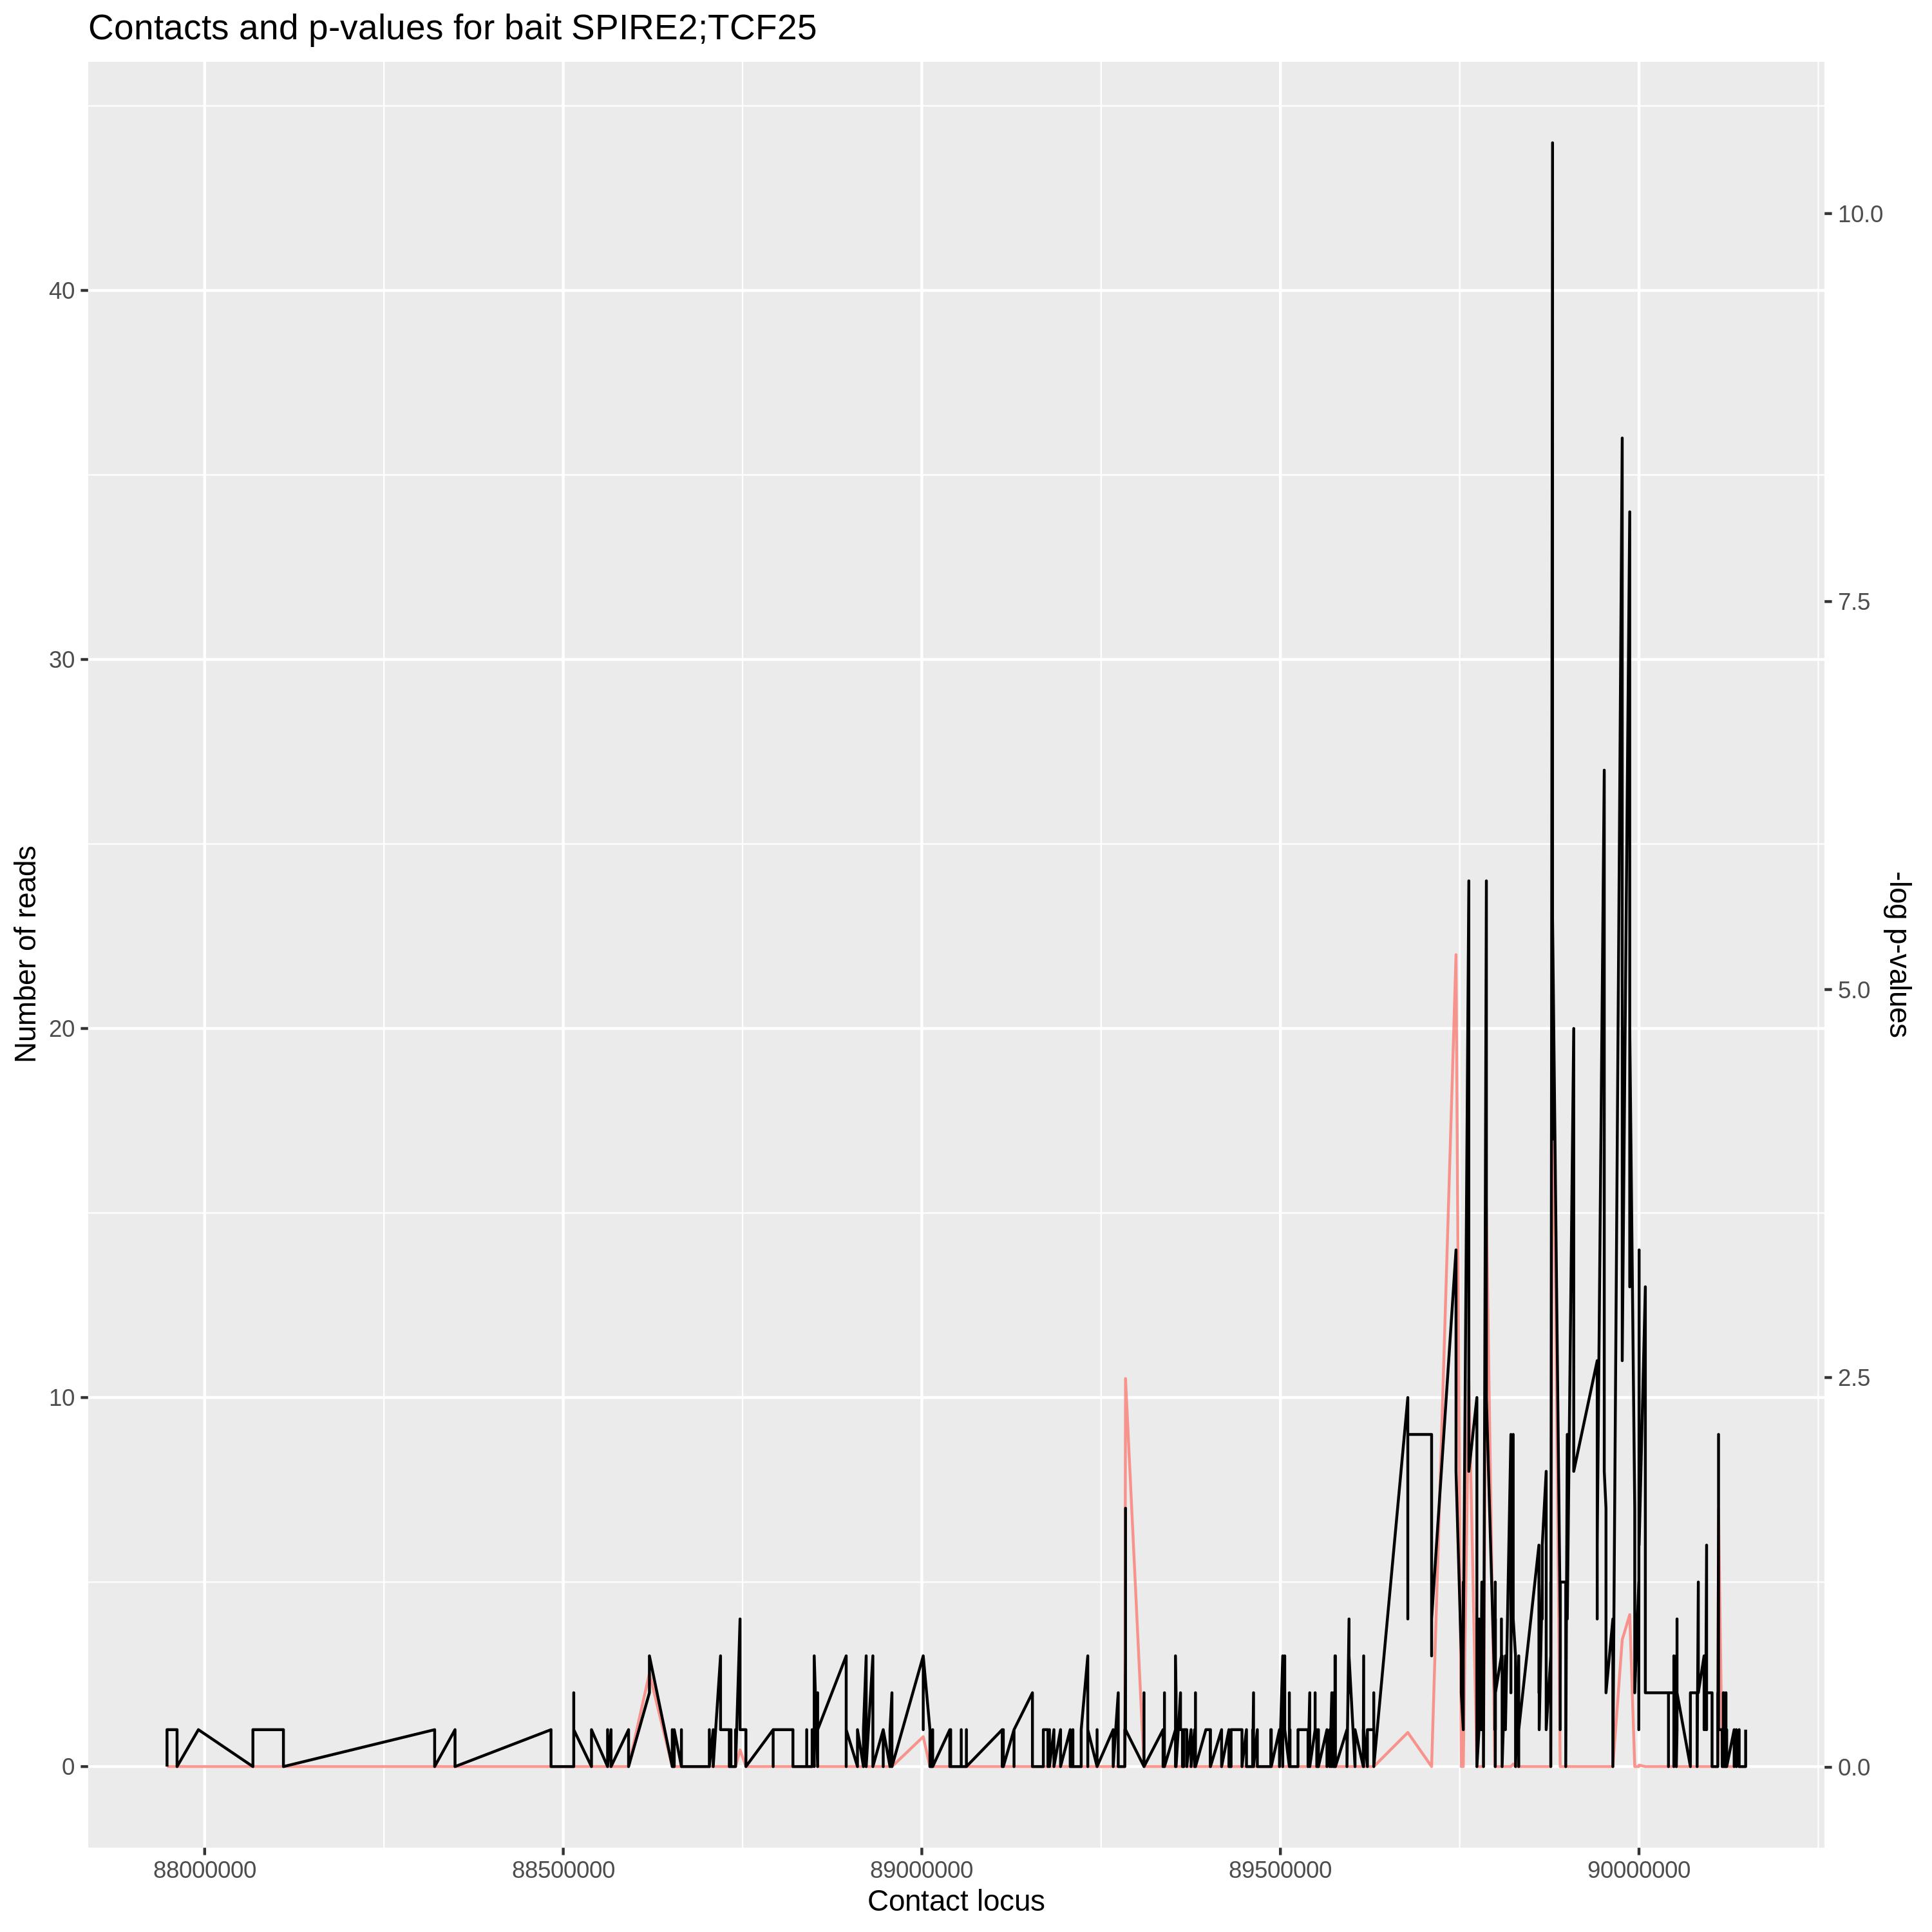 Contacts and p-values for bait SPIRE2;TCF25
Number of reads
40
30
20
10
0
10.0
7.5
5.0
2.5
0.0
-log p-values
88000000 88500000 89000000 89500000 90000000
Contact locus